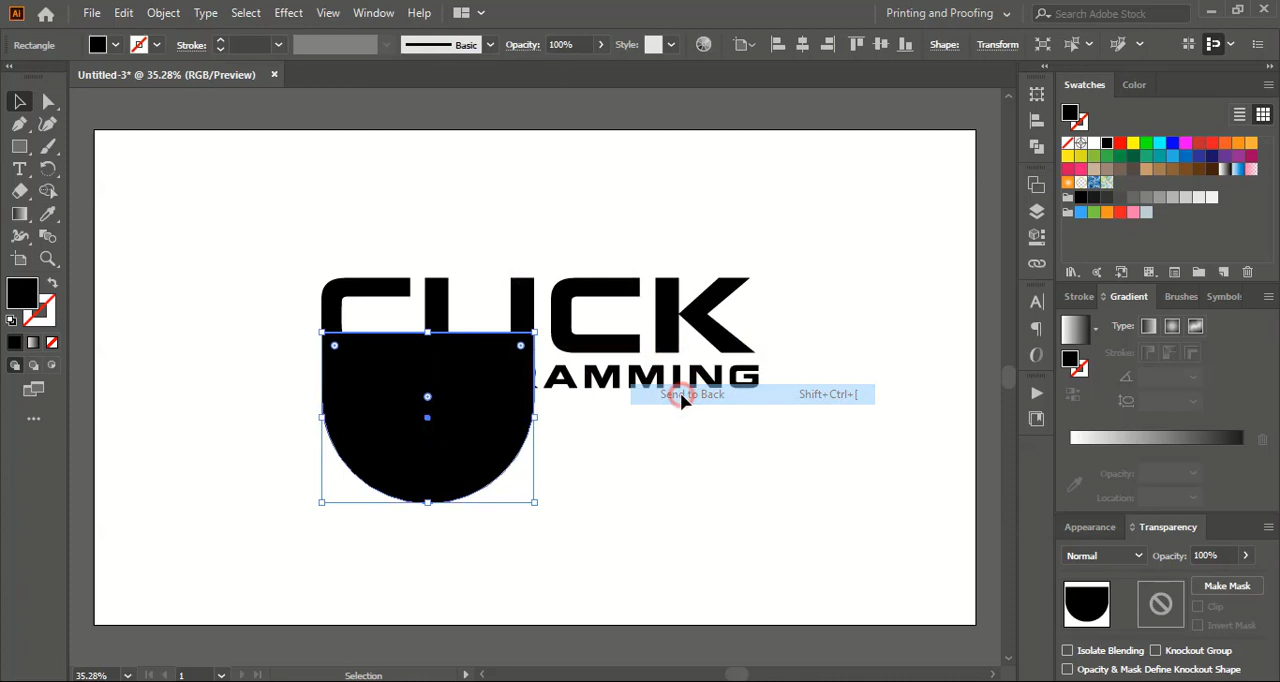 Ai File Edit Object Type Select Effect View Window Help Printing and Proofing Search Adobe Stock
Rectangle Stroke: Basic Opacity: 100% Style: Shape: Transform
Untitled-3* @ 35.28% (RGB/Preview)
Swatches Color
CLICK
RAMMING
Send to Back Shift+Ctrl+[
Stroke Gradient Brushes Symbols
Type:
Stroke:
Opacity:
Location:
Appearance Transparency
Normal Opacity: 100%
Make Mask
Clip
Invert Mask
Isolate Blending Knockout Group
Opacity & Mask Define Knockout Shape
35.28% 1 Selection